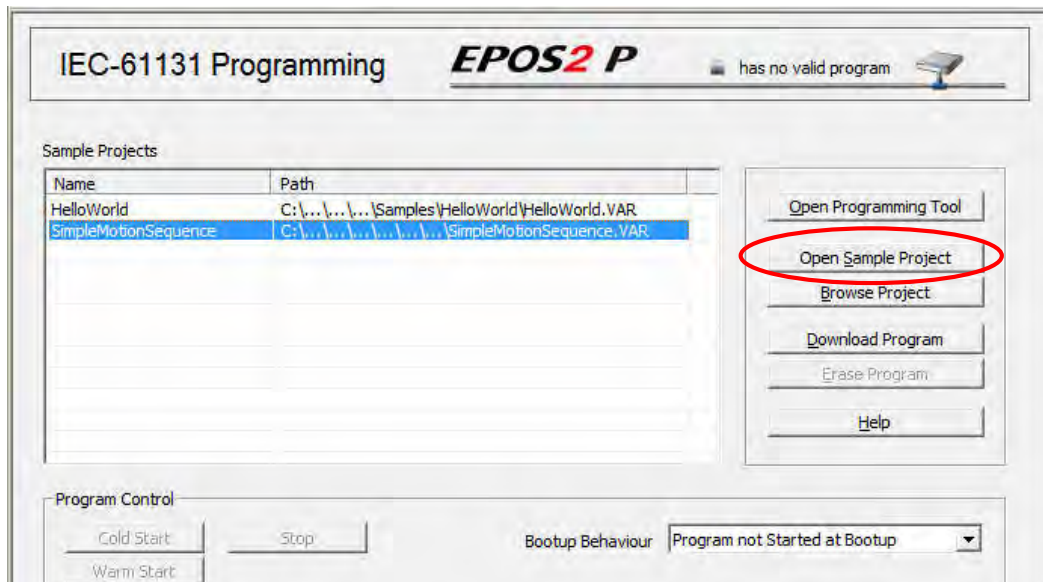 IEC-61131 Programming EPOS2 P has no valid program
Sample Projects
Name Path
HelloWorld C:\...\...\...\Samples\HelloWorld\HelloWorld.VAR
SimpleMotionSequence C:\...\...\...\...\...\SimpleMotionSequence.VAR
Open Programming Tool
Open Sample Project
Browse Project
Download Program
Erase Program
Help
Program Control
Cold Start Stop Bootup Behaviour Program not Started at Bootup
Warm Start